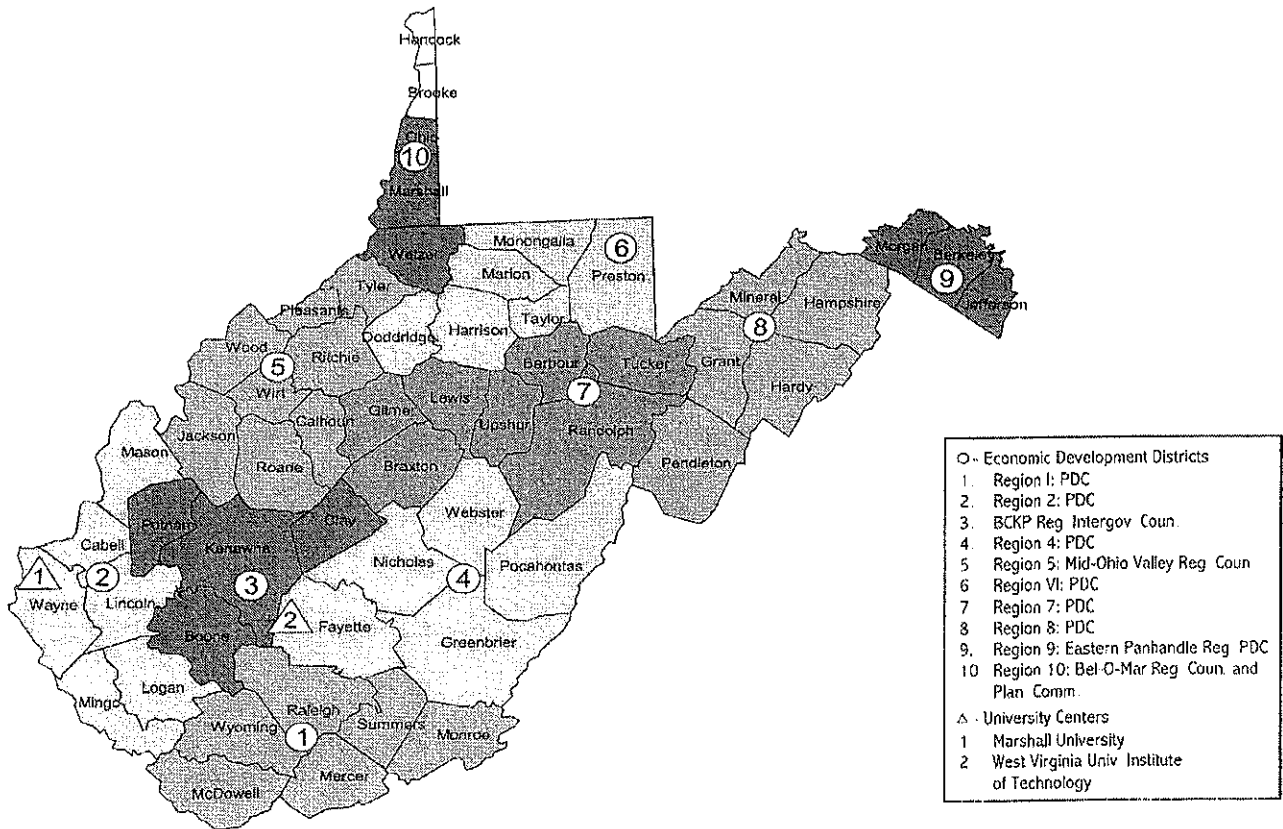 Hancock
Brooke
Ohio
10
Marshall
Wetzel
Monongalia
6
Preston
Marion
Morgan
Berkeley
9
Jefferson
Tyler
Pleasants
Mineral
Hampshire
8
Doddridge
Harrison
Taylor
Wood
5
Ritchie
Barbour
Tucker
Grant
Hardy
Wirt
Calhoun
Gilmer
Lewis
7
Upshur
Randolph
Jackson
Roane
Braxton
Pendleton
Mason
Putnam
Clay
Webster
Cabell
Kanawha
Nicholas
4
Pocahontas
1
2
3
Wayne
Lincoln
2
Fayette
Boone
Greenbrier
Logan
Mingo
Wyoming
Raleigh
1
Summers
Monroe
Mercer
McDowell
O - Economic Development Districts
1. Region I: PDC
2 Region 2: PDC
3. BCKP Reg Intergov Coun.
4. Region 4: PDC
5 Region 5: Mid-Ohio Valley Reg Coun
6 Region VI: PDC
7 Region 7: PDC
8 Region 8: PDC
9. Region 9: Eastern Panhandle Reg PDC
10 Region 10: Bel-O-Mar Reg Coun. and
Plan Comm.
△ - University Centers
1 Marshall University
2 West Virginia Univ Institute
of Technology